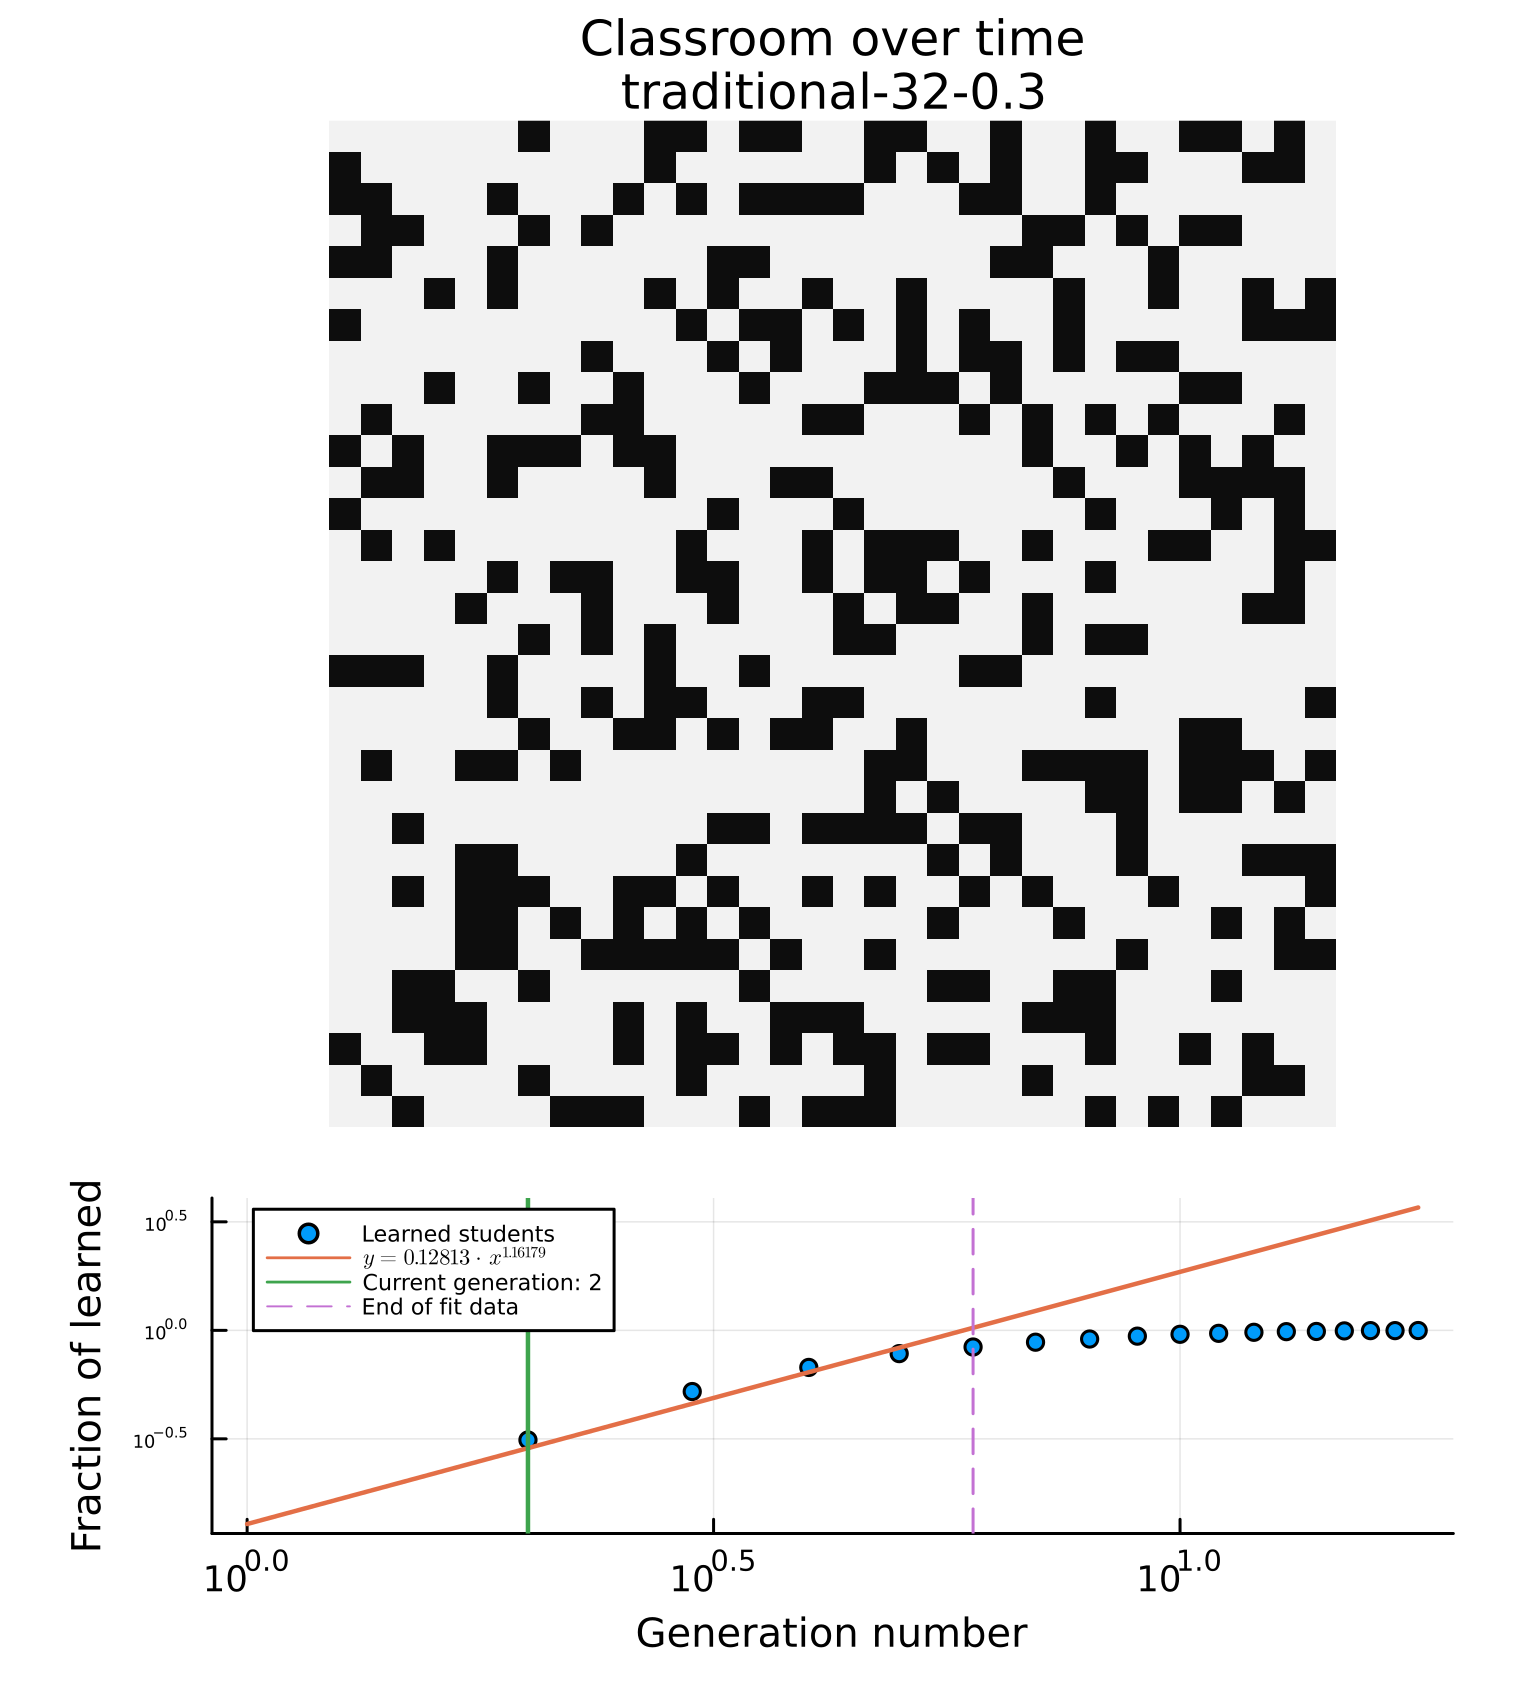 Classroom over time
traditional-32-0.3
Fraction of learned
10^0.5
10^0.0
10^−0.5
Learned students
y = 0.12813 · x^1.16179
Current generation: 2
End of fit data
10^0.0
10^0.5
10^1.0
Generation number